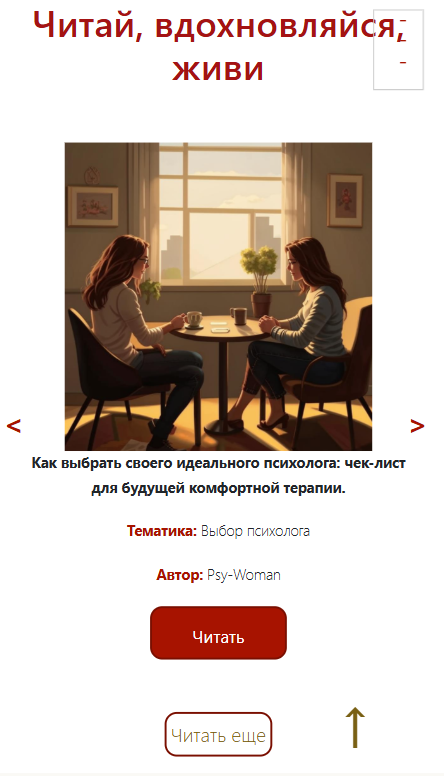 Читай, вдохновляйся,
живи
<
>
Как выбрать своего идеального психолога: чек-лист
для будущей комфортной терапии.
Тематика: Выбор психолога
Автор: Psy-Woman
Читать
Читать еще
↑